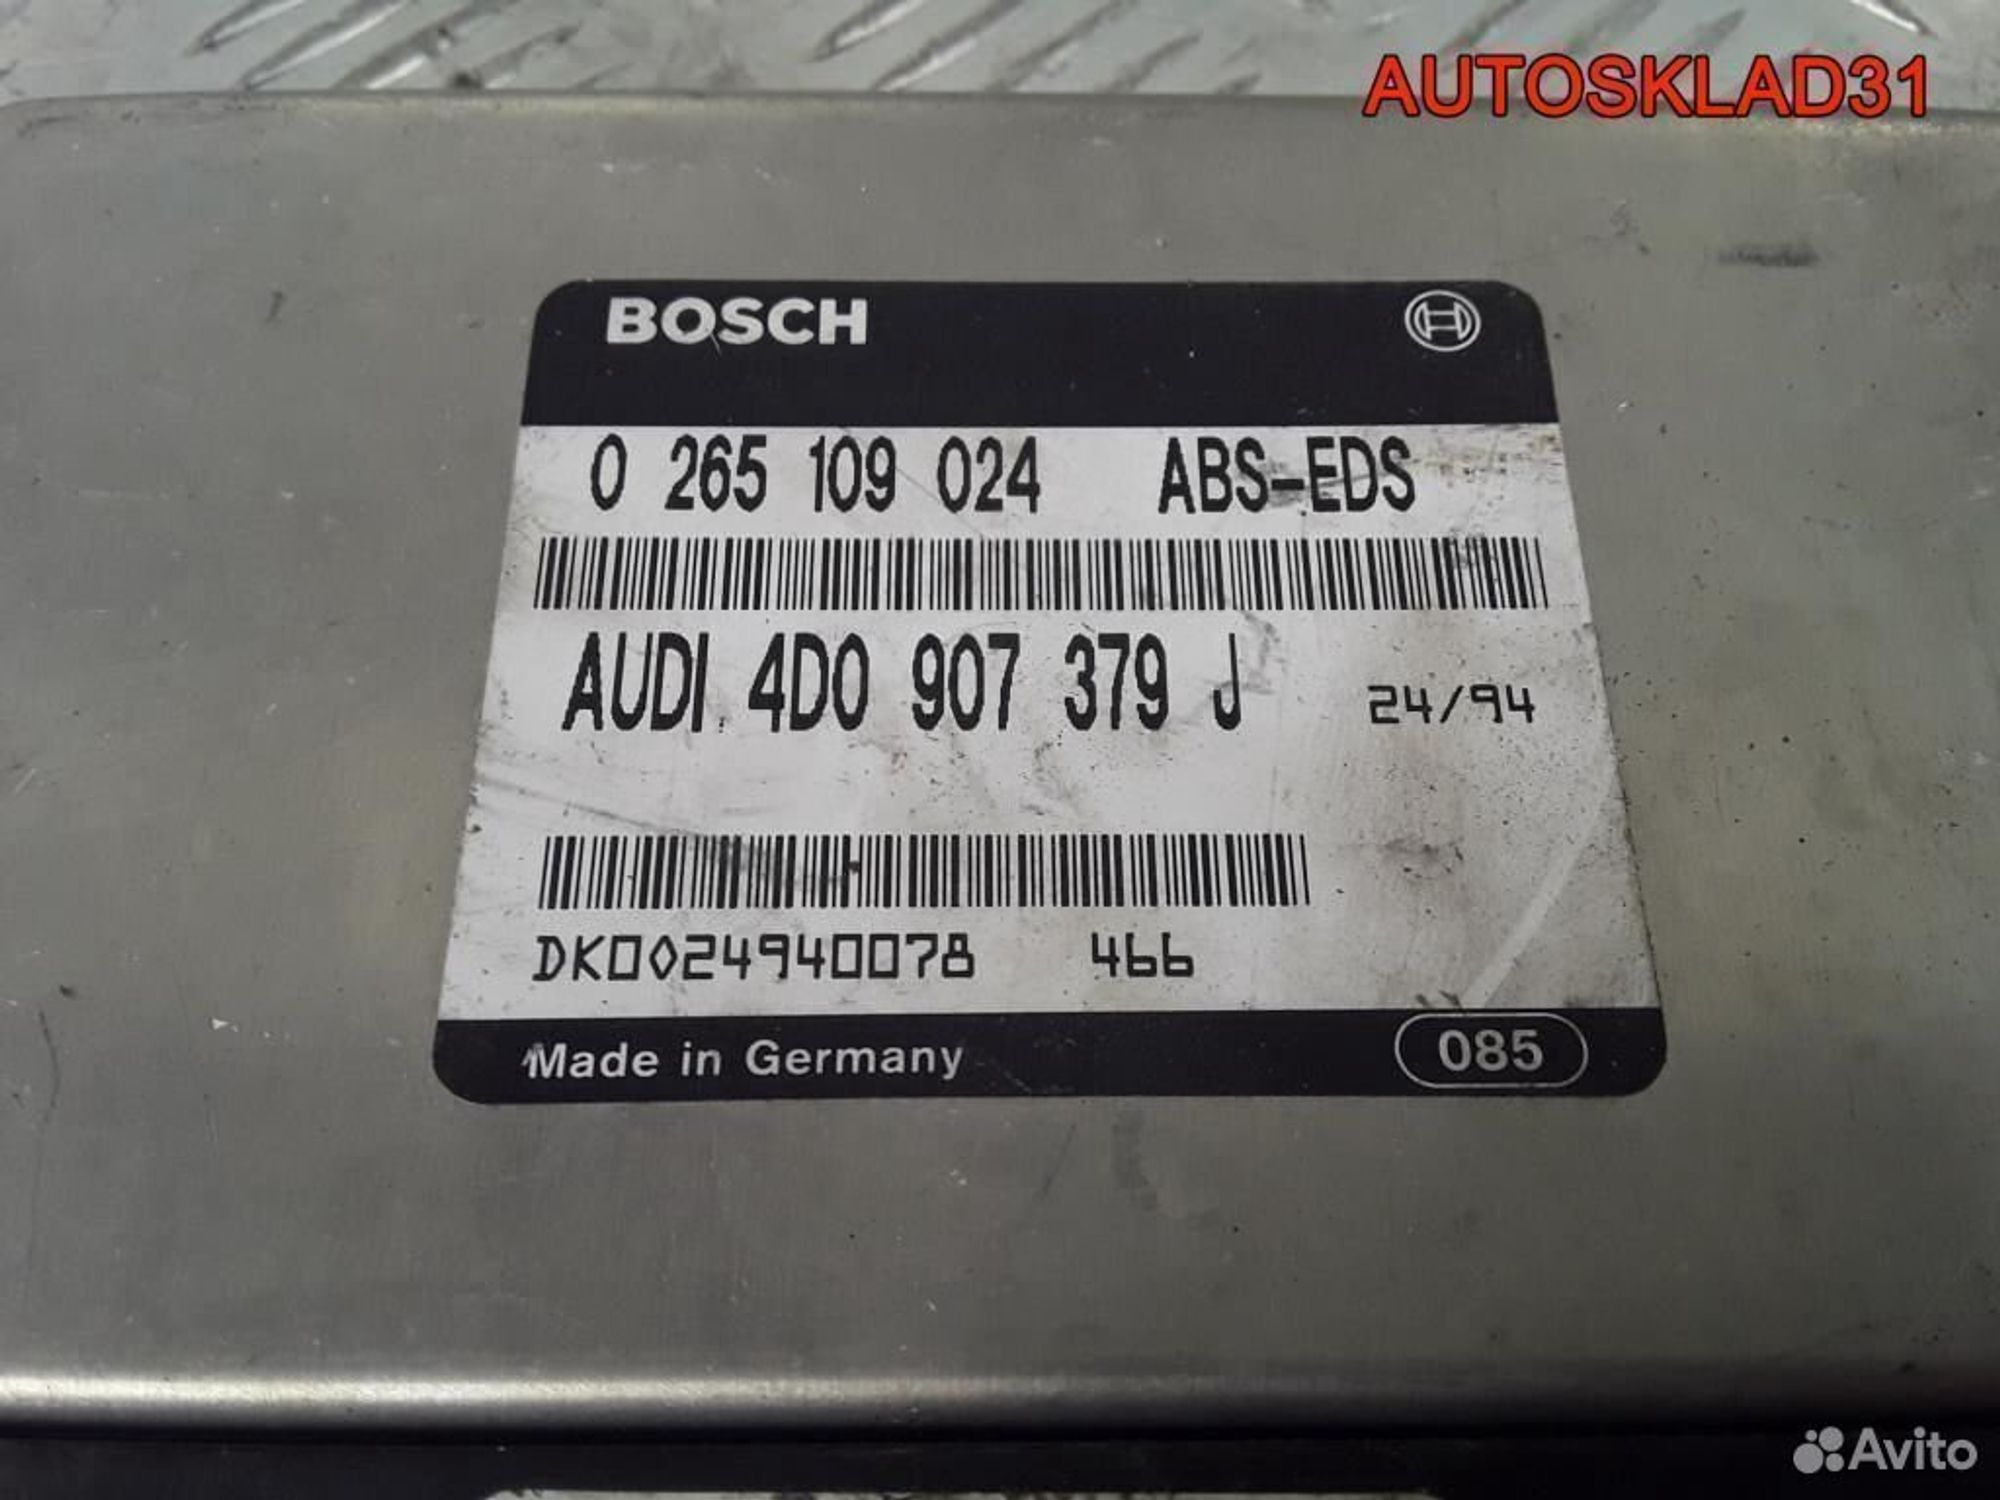 AUTOSKLAD31
BOSCH
0 265 109 024 ABS-EDS
AUDI 4D0 907 379 J 24/94
DK0024940078 466
Made in Germany 085
Avito